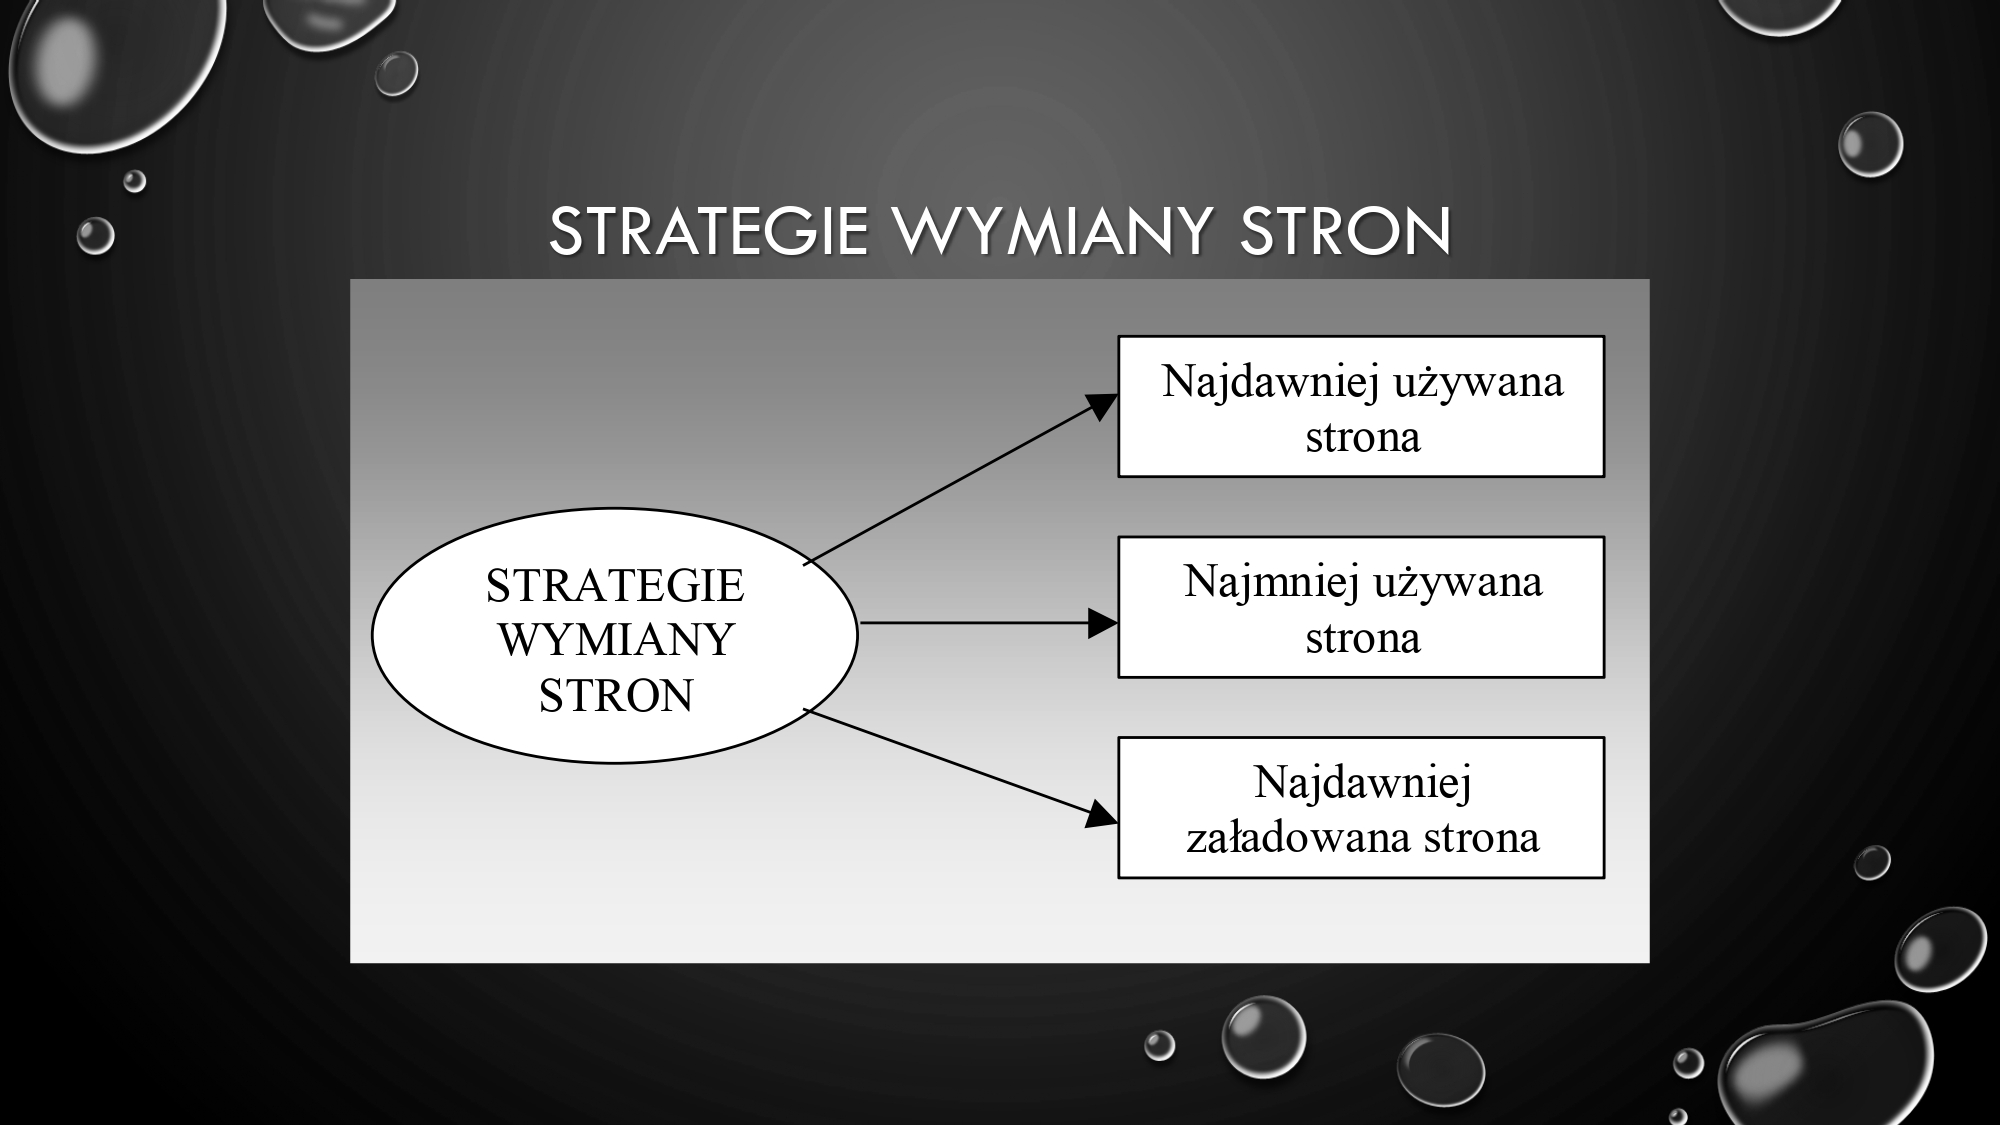 STRATEGIE WYMIANY STRON
Najdawniej używana
strona
STRATEGIE
WYMIANY
STRON
Najmniej używana
strona
Najdawniej
załadowana strona